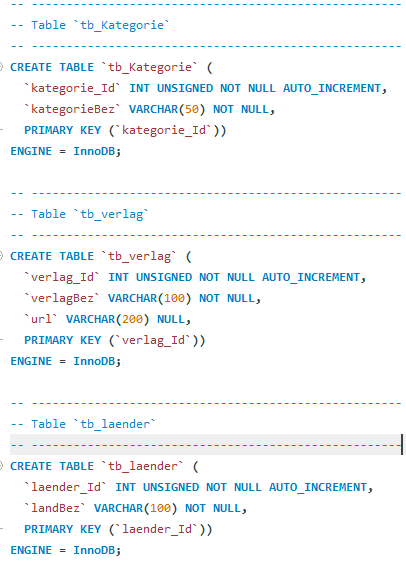 -- -----------------------------------------------------
-- Table `tb_Kategorie`
-- -----------------------------------------------------
CREATE TABLE `tb_Kategorie` (
  `kategorie_Id` INT UNSIGNED NOT NULL AUTO_INCREMENT,
  `kategorieBez` VARCHAR(50) NOT NULL,
  PRIMARY KEY (`kategorie_Id`))
ENGINE = InnoDB;

-- -----------------------------------------------------
-- Table `tb_verlag`
-- -----------------------------------------------------
CREATE TABLE `tb_verlag` (
  `verlag_Id` INT UNSIGNED NOT NULL AUTO_INCREMENT,
  `verlagBez` VARCHAR(100) NOT NULL,
  `url` VARCHAR(200) NULL,
  PRIMARY KEY (`verlag_Id`))
ENGINE = InnoDB;

-- -----------------------------------------------------
-- Table `tb_laender`
-- -----------------------------------------------------
CREATE TABLE `tb_laender` (
  `laender_Id` INT UNSIGNED NOT NULL AUTO_INCREMENT,
  `landBez` VARCHAR(100) NOT NULL,
  PRIMARY KEY (`laender_Id`))
ENGINE = InnoDB;